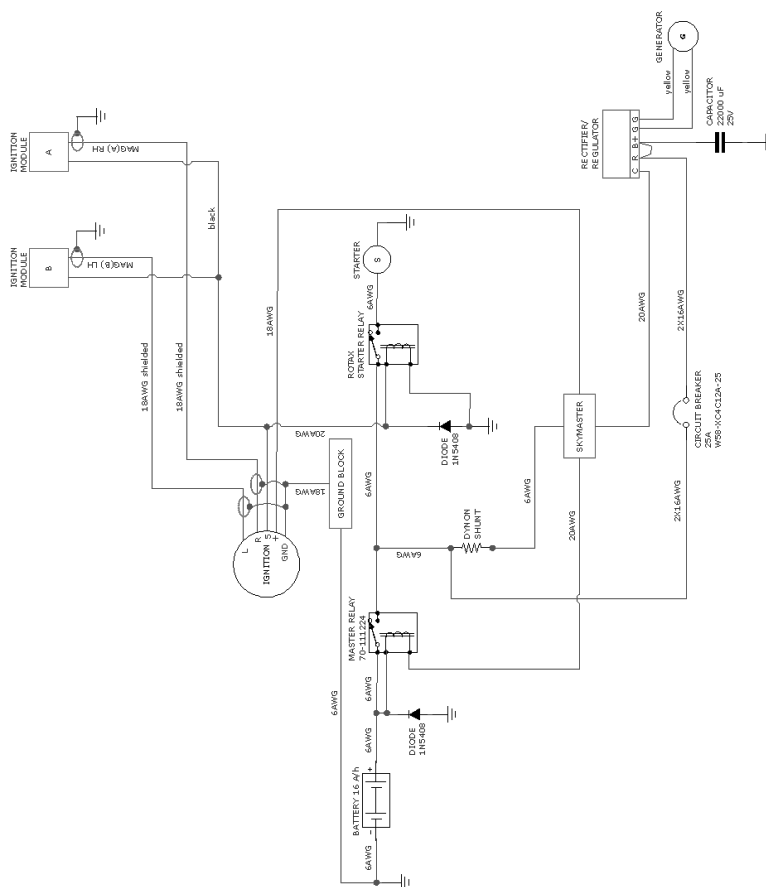 GENERATOR
G
yellow
yellow
CAPACITOR
22000 uF
25V
RECTIFIER/
REGULATOR
C R B+ G G
IGNITION
MODULE
A
MAG(A) RH
IGNITION
MODULE
B
MAG(B) LH
black
18AWG shielded
18AWG shielded
18AWG
STARTER
S
6AWG
ROTAX
STARTER RELAY
20AWG
2X16AWG
20AWG
DIODE
1N5408
SKYMASTER
CIRCUIT BREAKER
25A
W58-XC4C12A-25
GROUND BLOCK
18AWG
6AWG
6AWG
L
R
S
+
GND
IGNITION
DYNON
SHUNT
6AWG
20AWG
2X16AWG
MASTER RELAY
70-111224
6AWG
6AWG
DIODE
1N5408
6AWG
BATTERY 16 A/h
+
-
6AWG